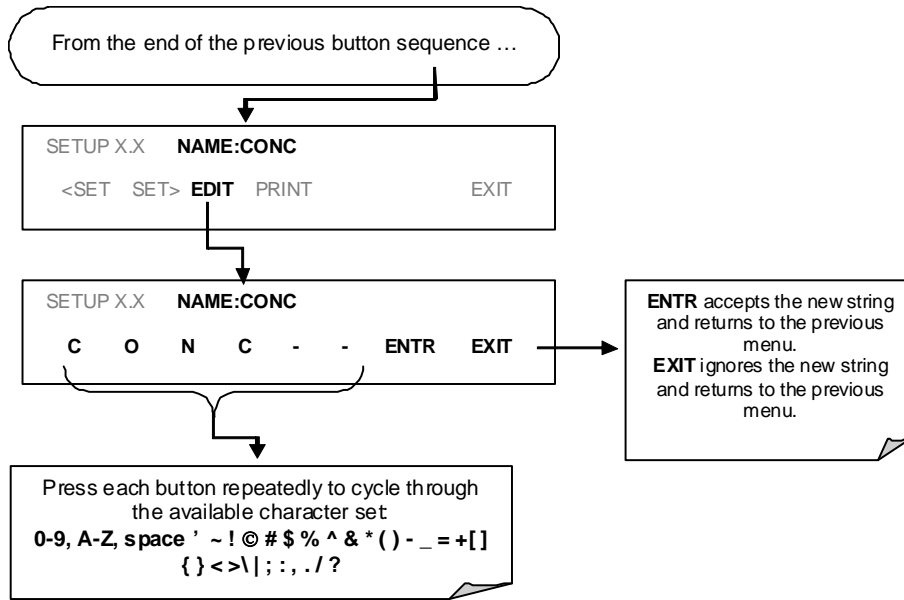 From the end of the previous button sequence …
SETUP X.X NAME:CONC
<SET SET> EDIT PRINT EXIT
SETUP X.X NAME:CONC
C O N C - - ENTR EXIT
ENTR accepts the new string
and returns to the previous
menu.
EXIT ignores the new string
and returns to the previous
menu.
Press each button repeatedly to cycle through
the available character set
0-9, A-Z, space ’ ~ ! © # $ % ^ & * ( ) - _ = +[ ]
{ } < >\ | ; : , . / ?